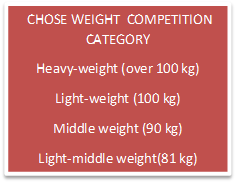 CHOSE WEIGHT COMPETITION
CATEGORY
Heavy-weight (over 100 kg)
Light-weight (100 kg)
Middle weight (90 kg)
Light-middle weight(81 kg)